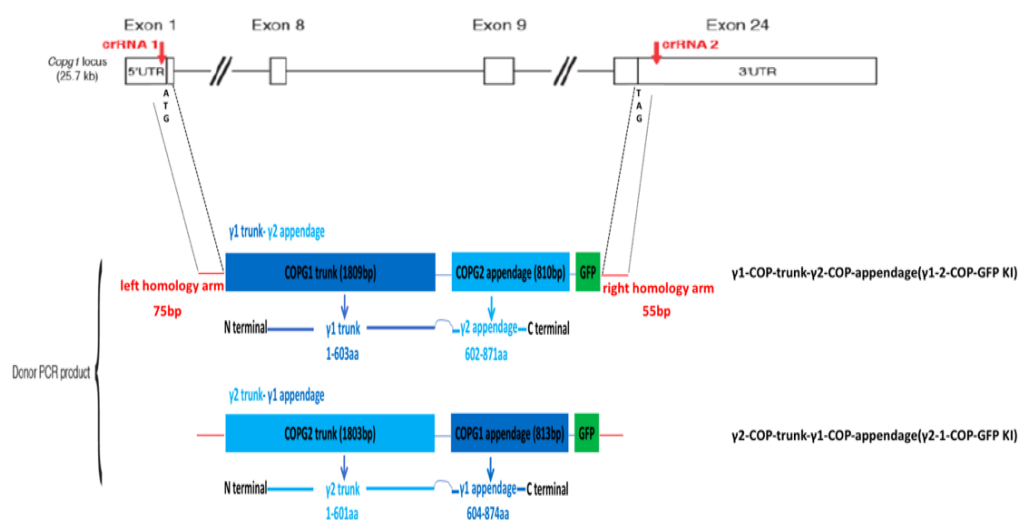 Exon 1 Exon 8 Exon 9 Exon 24
crRNA 1 crRNA 2
Copg1 locus
(25.7 kb)
5'UTR 3'UTR
A T
T A
G G
γ1 trunk- γ2 appendage
COPG1 trunk (1809bp) COPG2 appendage (810bp) GFP
γ1-COP-trunk-γ2-COP-appendage(γ1-2-COP-GFP KI)
left homology arm right homology arm
75bp 55bp
N terminal γ1 trunk γ2 appendage C terminal
1-603aa 602-871aa
Donor PCR product
γ2 trunk- γ1 appendage
COPG2 trunk (1803bp) COPG1 appendage (813bp) GFP
γ2-COP-trunk-γ1-COP-appendage(γ2-1-COP-GFP KI)
N terminal γ2 trunk γ1 appendage C terminal
1-601aa 604-874aa